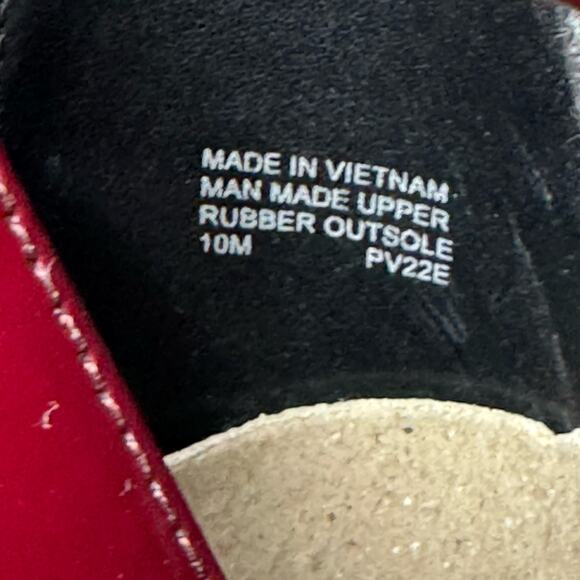 MADE IN VIETNAM
MAN MADE UPPER
RUBBER OUTSOLE
10M PV22E